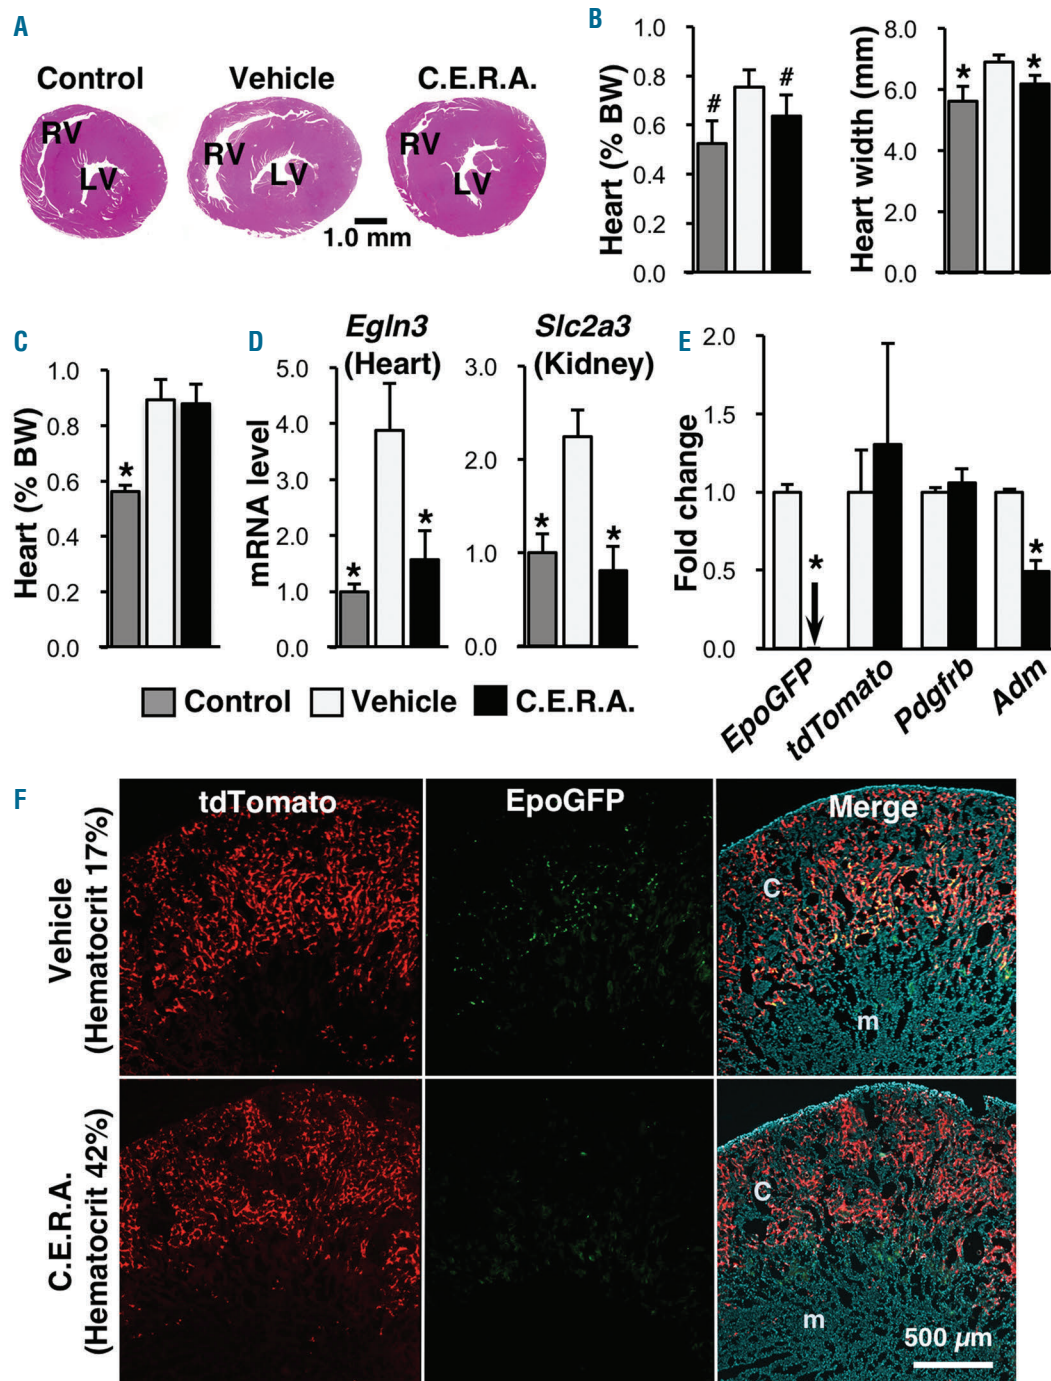 A
Control
Vehicle
C.E.R.A.
RV
LV
RV
LV
RV
LV
1.0 mm
B
Heart (% BW)
1.0
0.8
0.6
0.4
0.2
0.0
#
#
Heart width (mm)
8.0
6.0
4.0
2.0
0.0
*
*
C
Heart (% BW)
1.0
0.8
0.6
0.4
0.2
0.0
*
D
Egln3
(Heart)
mRNA level
5.0
4.0
3.0
2.0
1.0
0.0
*
*
Slc2a3
(Kidney)
3.0
2.0
1.0
0.0
*
*
E
Fold change
2.0
1.5
1.0
0.5
0.0
*
*
EpoGFP
tdTomato
Pdgfrb
Adm
Control
Vehicle
C.E.R.A.
F
tdTomato
EpoGFP
Merge
Vehicle
(Hematocrit 17%)
C
m
C.E.R.A.
(Hematocrit 42%)
C
m
500 μm